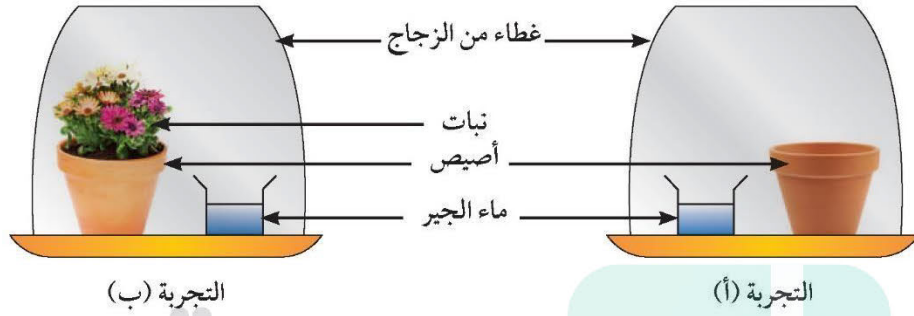 غطاء من الزجاج
نبات
أصيص
ماء الجير
التجربة (أ)
التجربة (ب)